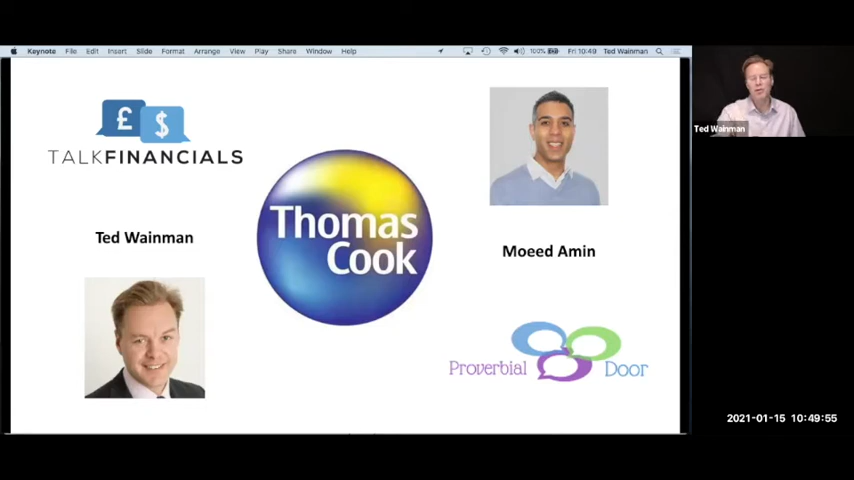 Keynote File Edit Insert Slide Format Arrange View Play Share Window Help 100% Fri 10:49 Ted Wainman
£ $
TALKFINANCIALS
Ted Wainman
Thomas
Cook
Ted Wainman
Moeed Amin
Proverbial Door
2021-01-15 10:49:55